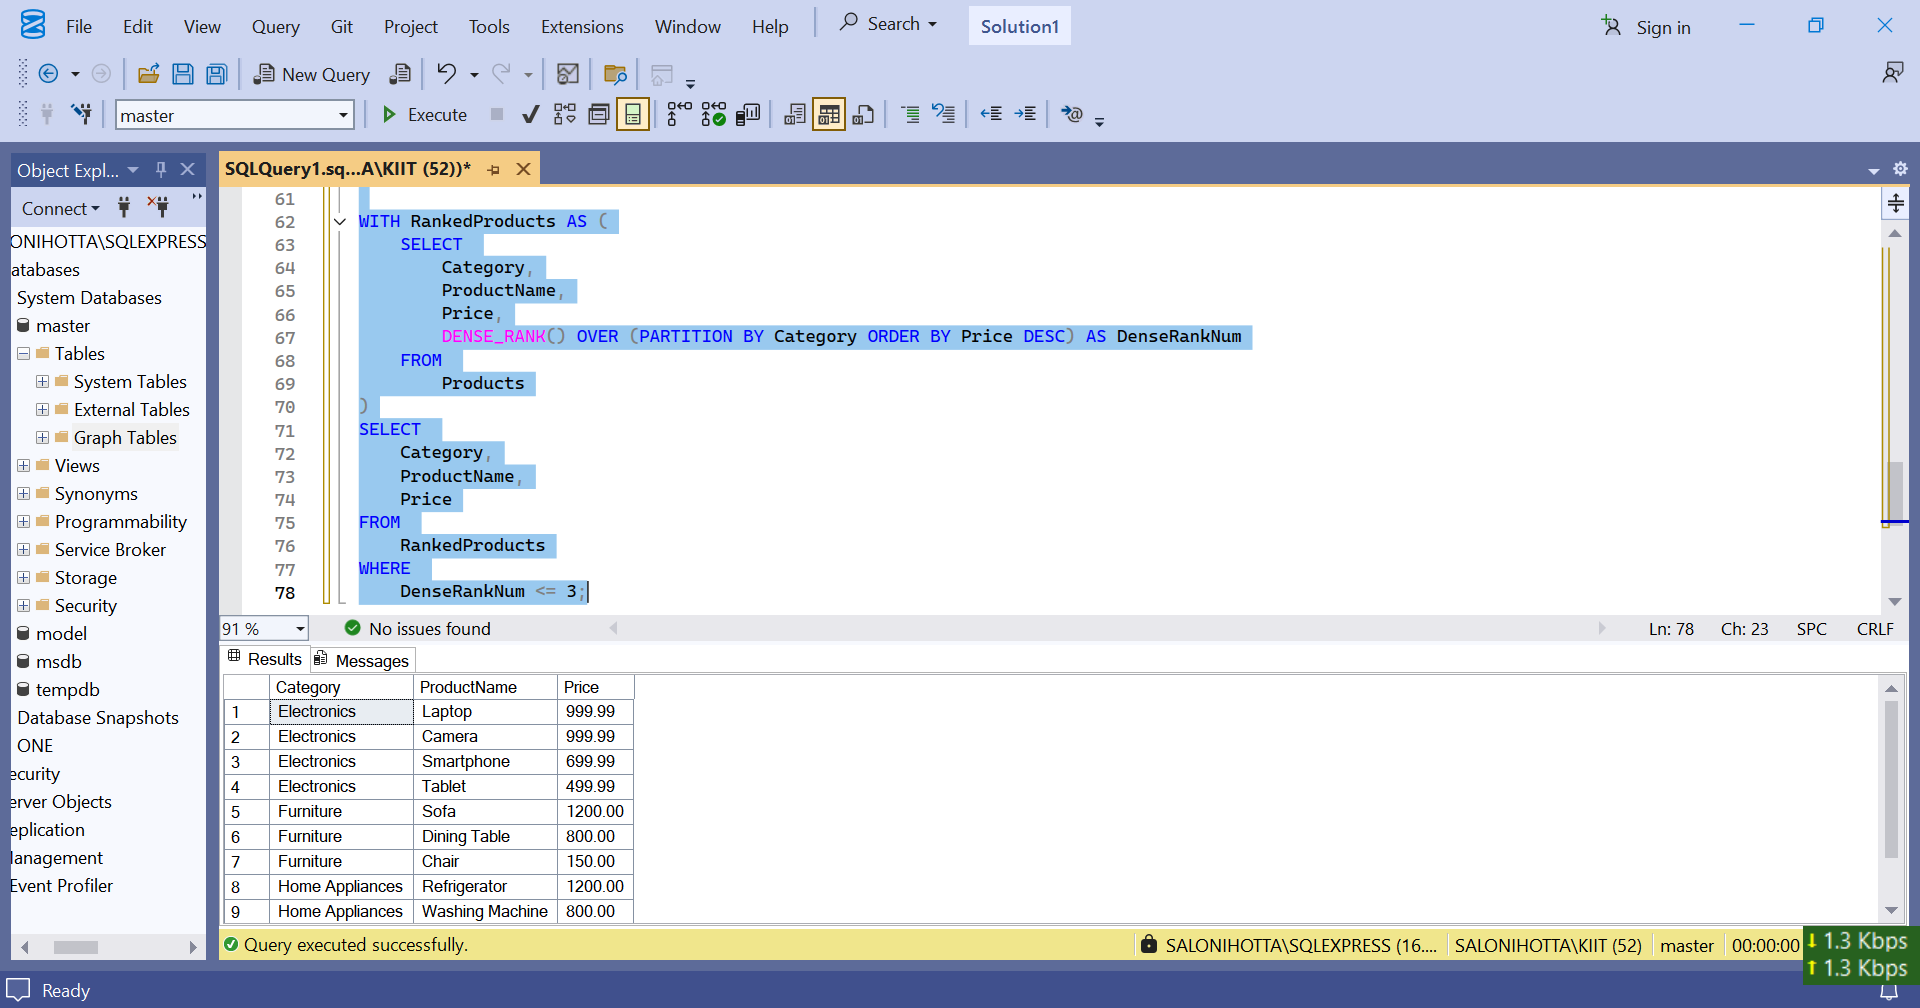 File Edit View Query Git Project Tools Extensions Window Help Search Solution1 Sign in
New Query
master Execute
Object Expl...
Connect
ONIHOTTA\SQLEXPRESS
atabases
System Databases
master
Tables
System Tables
External Tables
Graph Tables
Views
Synonyms
Programmability
Service Broker
Storage
Security
model
msdb
tempdb
Database Snapshots
ONE
ecurity
erver Objects
eplication
lanagement
Event Profiler
SQLQuery1.sq...A\KIIT (52))*
61
62 WITH RankedProducts AS (
63 SELECT
64 Category,
65 ProductName,
66 Price,
67 DENSE_RANK() OVER (PARTITION BY Category ORDER BY Price DESC) AS DenseRankNum
68 FROM
69 Products
70 )
71 SELECT
72 Category,
73 ProductName,
74 Price
75 FROM
76 RankedProducts
77 WHERE
78 DenseRankNum <= 3;
91 % No issues found Ln: 78 Ch: 23 SPC CRLF
Results Messages
Category ProductName Price
1 Electronics Laptop 999.99
2 Electronics Camera 999.99
3 Electronics Smartphone 699.99
4 Electronics Tablet 499.99
5 Furniture Sofa 1200.00
6 Furniture Dining Table 800.00
7 Furniture Chair 150.00
8 Home Appliances Refrigerator 1200.00
9 Home Appliances Washing Machine 800.00
Query executed successfully. SALONIHOTTA\SQLEXPRESS (16.... SALONIHOTTA\KIIT (52) master 00:00:00
1.3 Kbps
1.3 Kbps
Ready